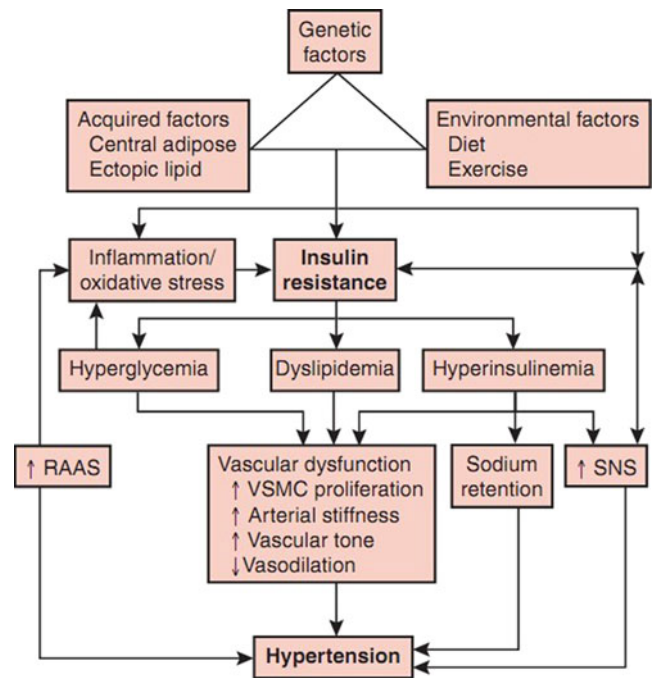 Genetic
factors
Acquired factors
Central adipose
Ectopic lipid
Environmental factors
Diet
Exercise
Inflammation/
oxidative stress
Insulin
resistance
Hyperglycemia
Dyslipidemia
Hyperinsulinemia
↑ RAAS
Vascular dysfunction
↑ VSMC proliferation
↑ Arterial stiffness
↑ Vascular tone
↓ Vasodilation
Sodium
retention
↑ SNS
Hypertension